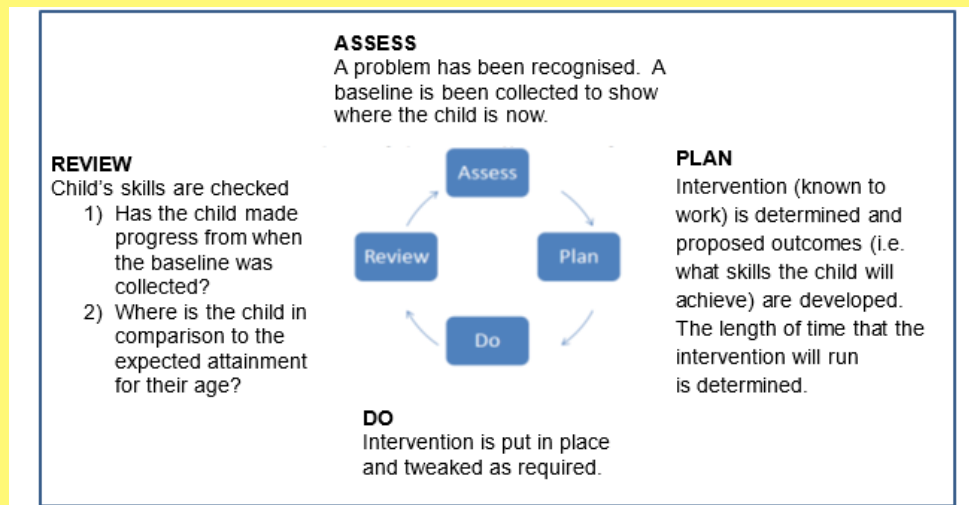 ASSESS
A problem has been recognised. A
baseline is been collected to show
where the child is now.
REVIEW
Child's skills are checked
1) Has the child made
progress from when
the baseline was
collected?
2) Where is the child in
comparison to the
expected attainment
for their age?
Assess
Review
Plan
Do
PLAN
Intervention (known to
work) is determined and
proposed outcomes (i.e.
what skills the child will
achieve) are developed.
The length of time that the
intervention will run
is determined.
DO
Intervention is put in place
and tweaked as required.